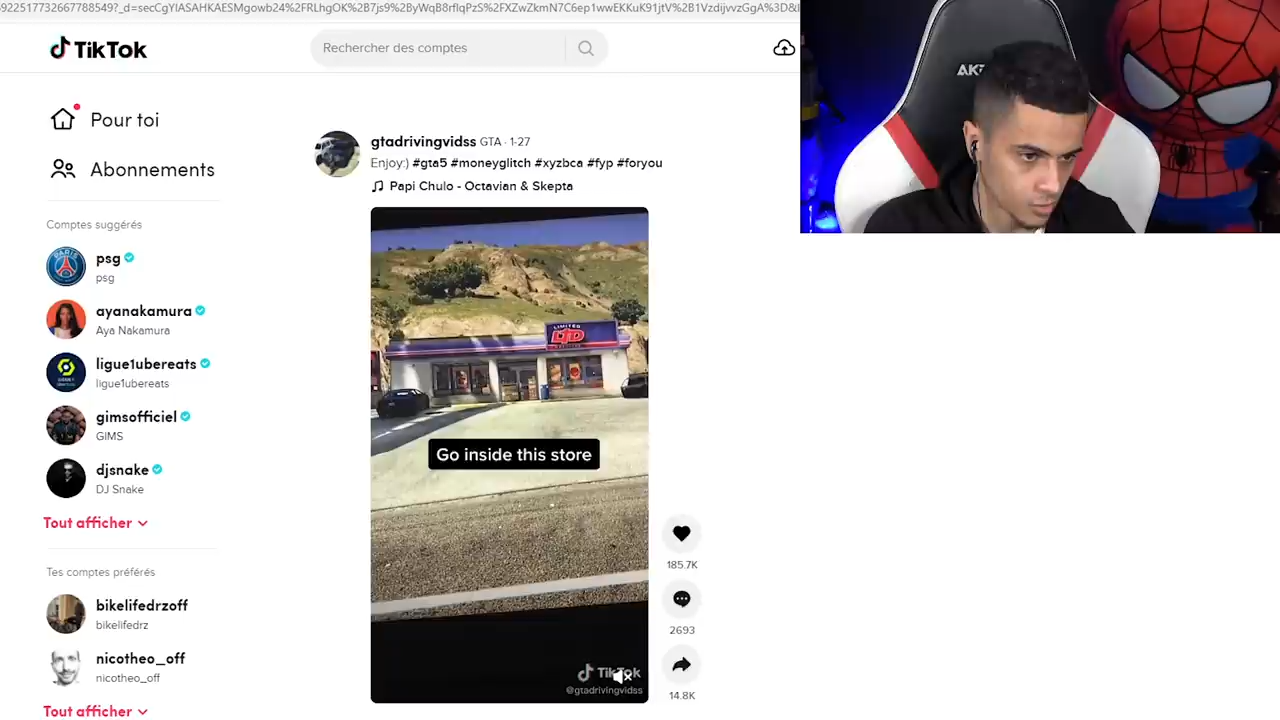 TikTok
Rechercher des comptes
Pour toi
Abonnements
Comptes suggérés
psg
psg
ayanakamura
Aya Nakamura
ligue1ubereats
ligue1ubereats
gimsofficiel
GIMS
djsnake
DJ Snake
Tout afficher
Tes comptes préférés
bikelifedrzoff
bikelifedrz
nicotheo_off
nicotheo_off
Tout afficher
gtadrivingvidss GTA · 1-27
Enjoy:) #gta5 #moneyglitch #xyzbca #fyp #foryou
Papi Chulo - Octavian & Skepta
LIMITED
LTD
Go inside this store
TikTok
@gtadrivingvidss
185.7K
2693
14.8K